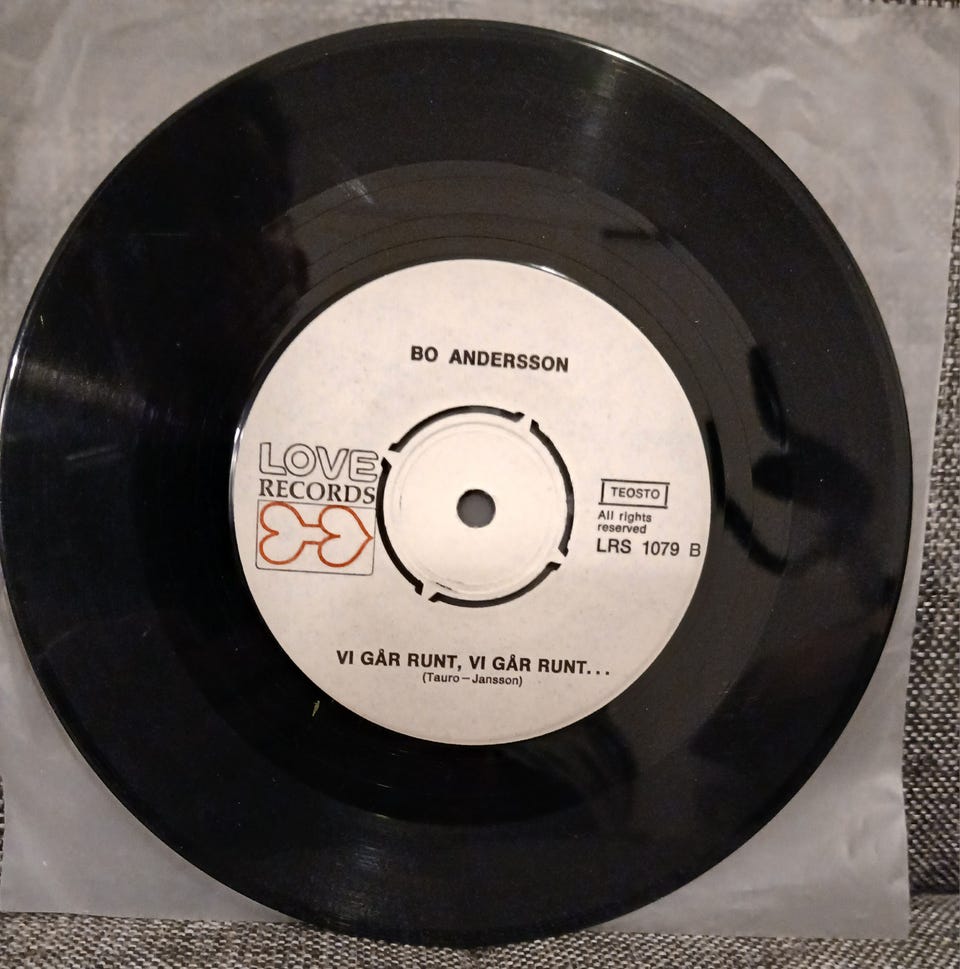 BO ANDERSSON
LOVE
RECORDS
TEOSTO
All rights
reserved
LRS 1079 B
VI GÅR RUNT, VI GÅR RUNT...
(Tauro–Jansson)